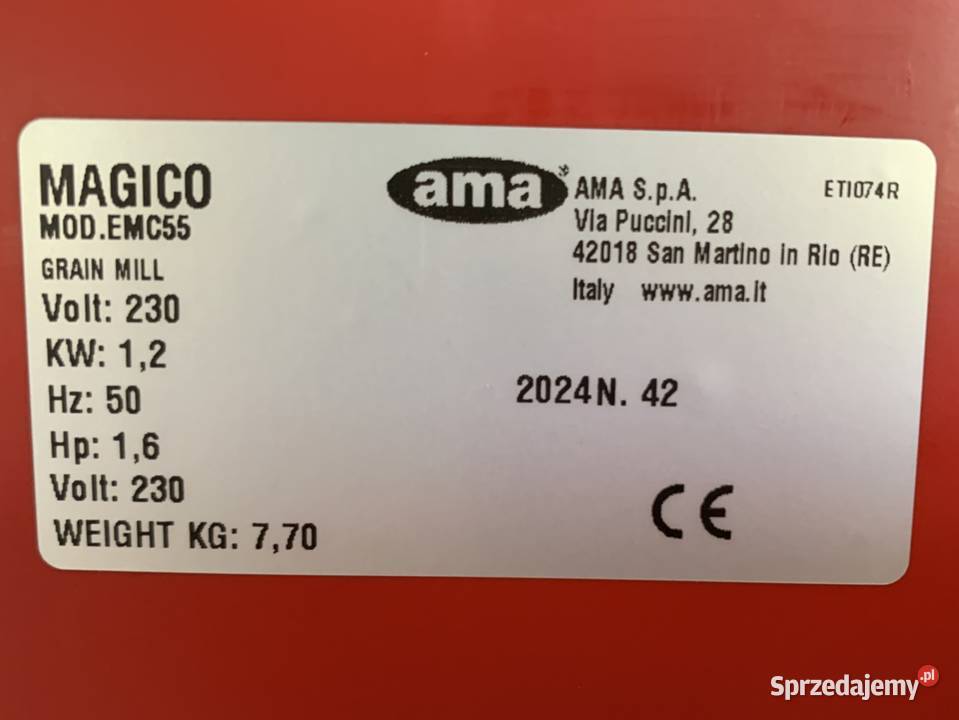 MAGICO
MOD.EMC55
GRAIN MILL
Volt: 230
KW: 1,2
Hz: 50
Hp: 1,6
Volt: 230
WEIGHT KG: 7,70
ama
AMA S.p.A.
Via Puccini, 28
42018 San Martino in Rio (RE)
Italy www.ama.it
ETI074R
2024N. 42
CE
Sprzedajemy.pl